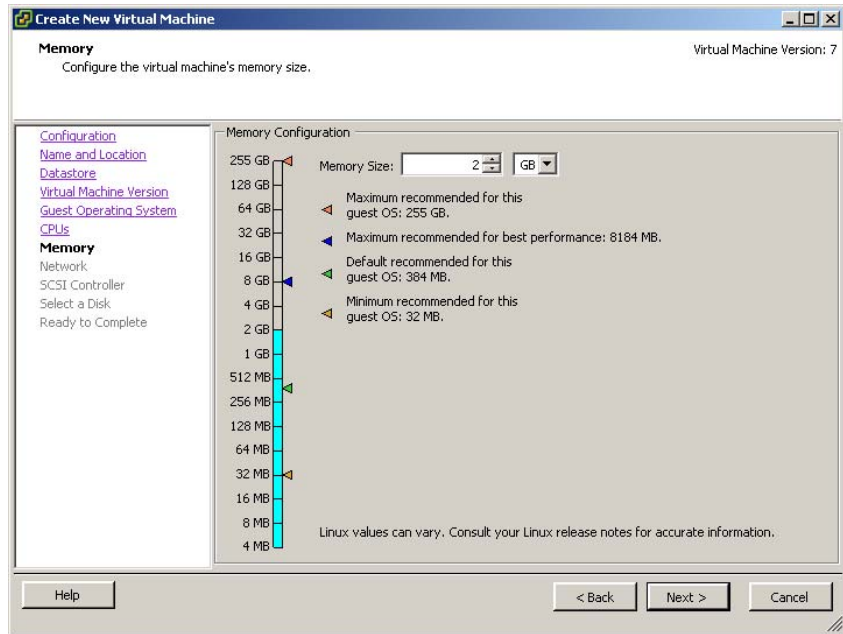 Create New Virtual Machine
Memory
Configure the virtual machine's memory size.
Virtual Machine Version: 7
Configuration
Name and Location
Datastore
Virtual Machine Version
Guest Operating System
CPUs
Memory
Network
SCSI Controller
Select a Disk
Ready to Complete
Memory Configuration
255 GB
128 GB
64 GB
32 GB
16 GB
8 GB
4 GB
2 GB
1 GB
512 MB
256 MB
128 MB
64 MB
32 MB
16 MB
8 MB
4 MB
Memory Size: 2 GB
Maximum recommended for this
guest OS: 255 GB.
Maximum recommended for best performance: 8184 MB.
Default recommended for this
guest OS: 384 MB.
Minimum recommended for this
guest OS: 32 MB.
Linux values can vary. Consult your Linux release notes for accurate information.
Help
< Back
Next >
Cancel